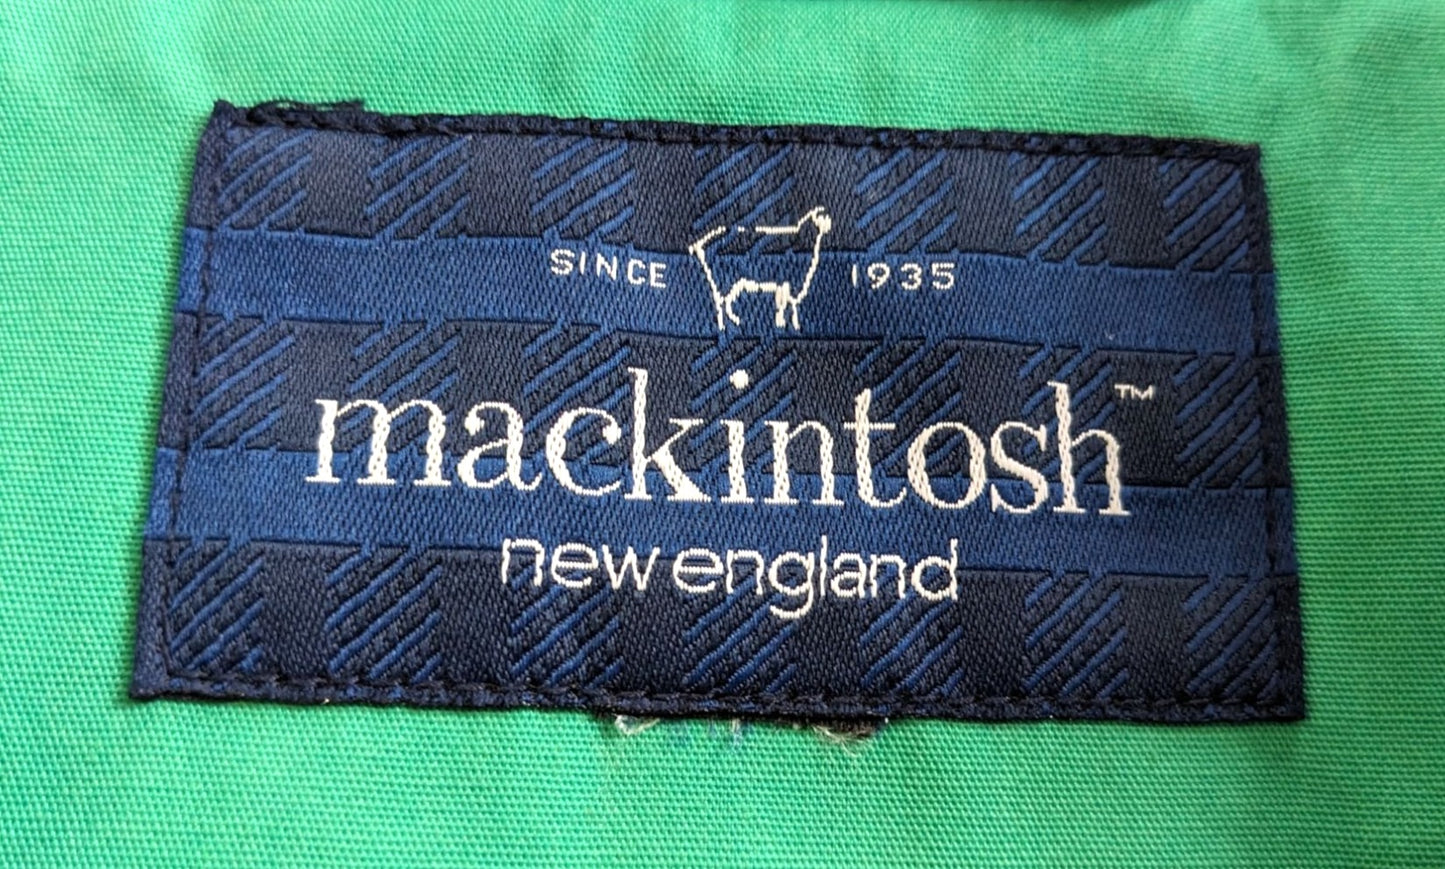 SINCE 1935
mackintosh™
new england